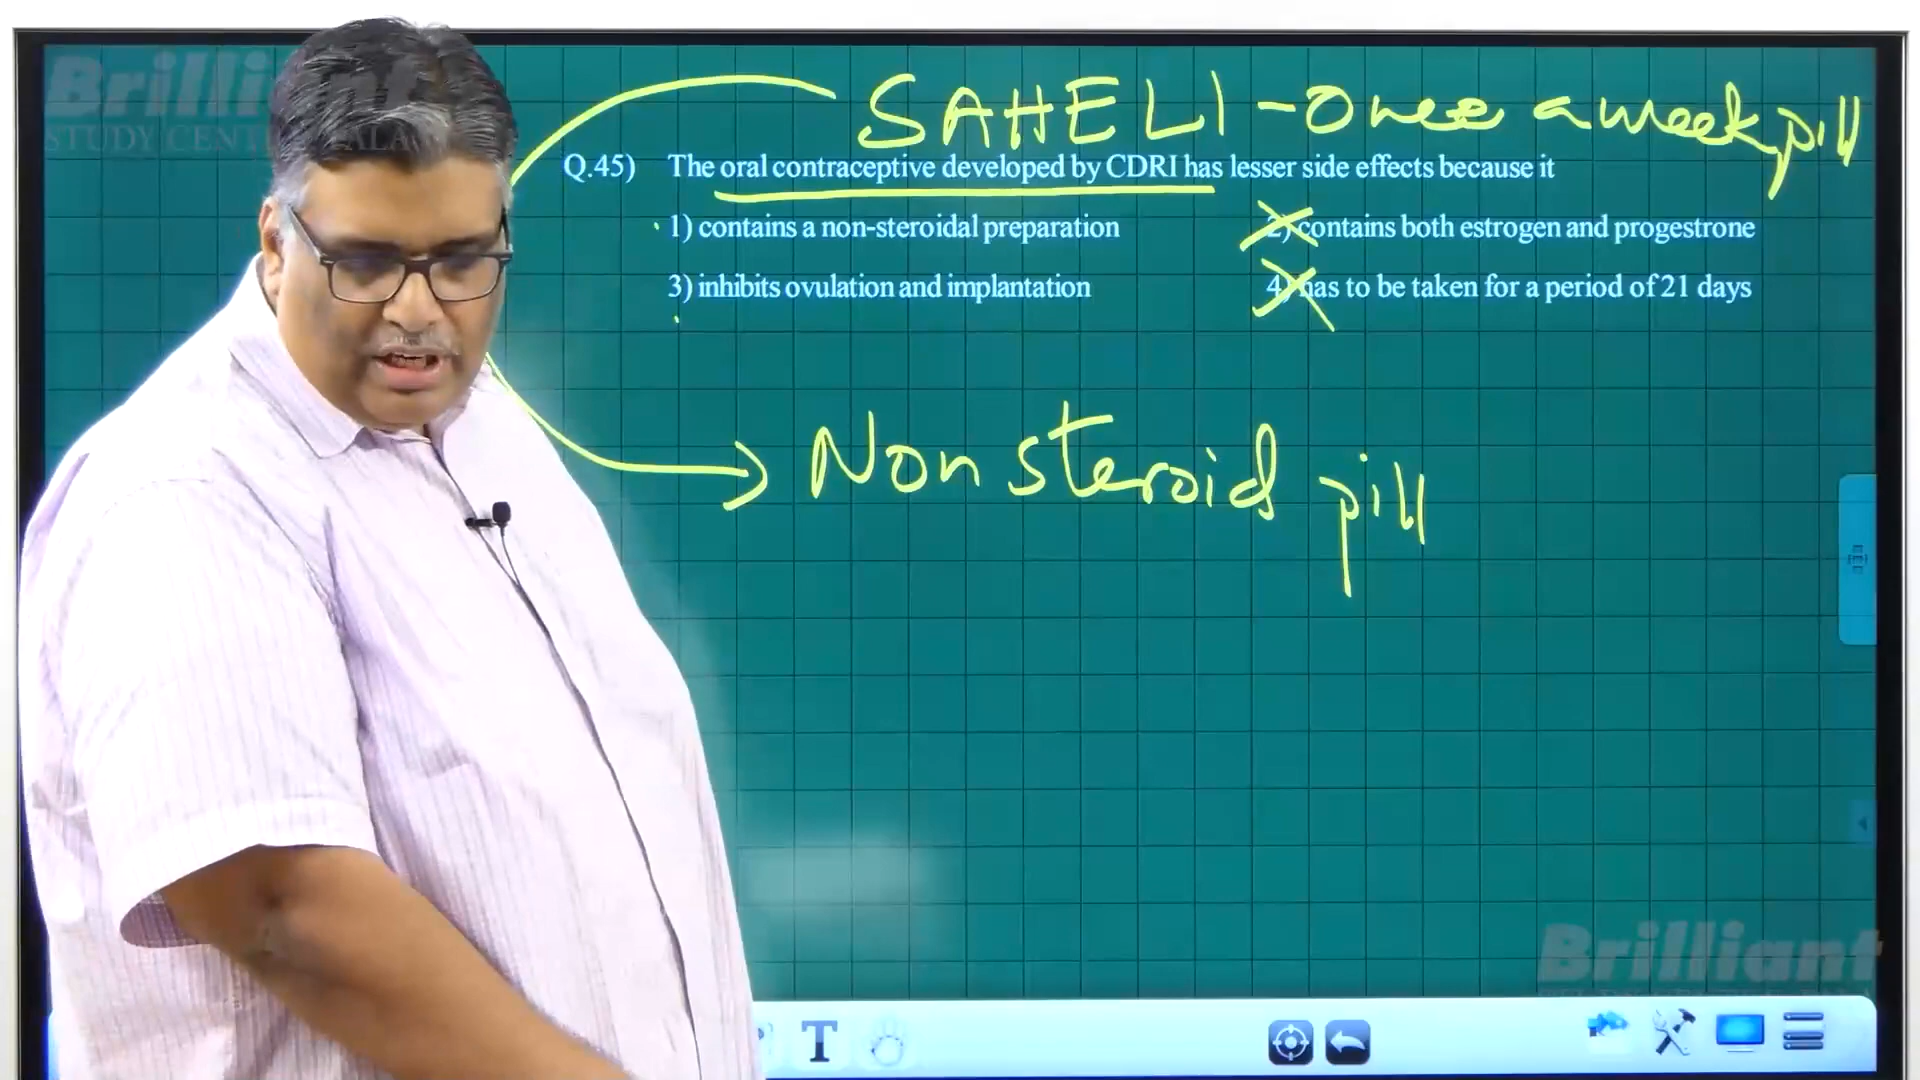 Brilliant
STUDY CENTRE PALA
SAHELI - Once a week pill
Q.45) The oral contraceptive developed by CDRI has lesser side effects because it
1) contains a non-steroidal preparation
2) contains both estrogen and progestrone
3) inhibits ovulation and implantation
4) has to be taken for a period of 21 days
Non steroid pill
Brilliant
T